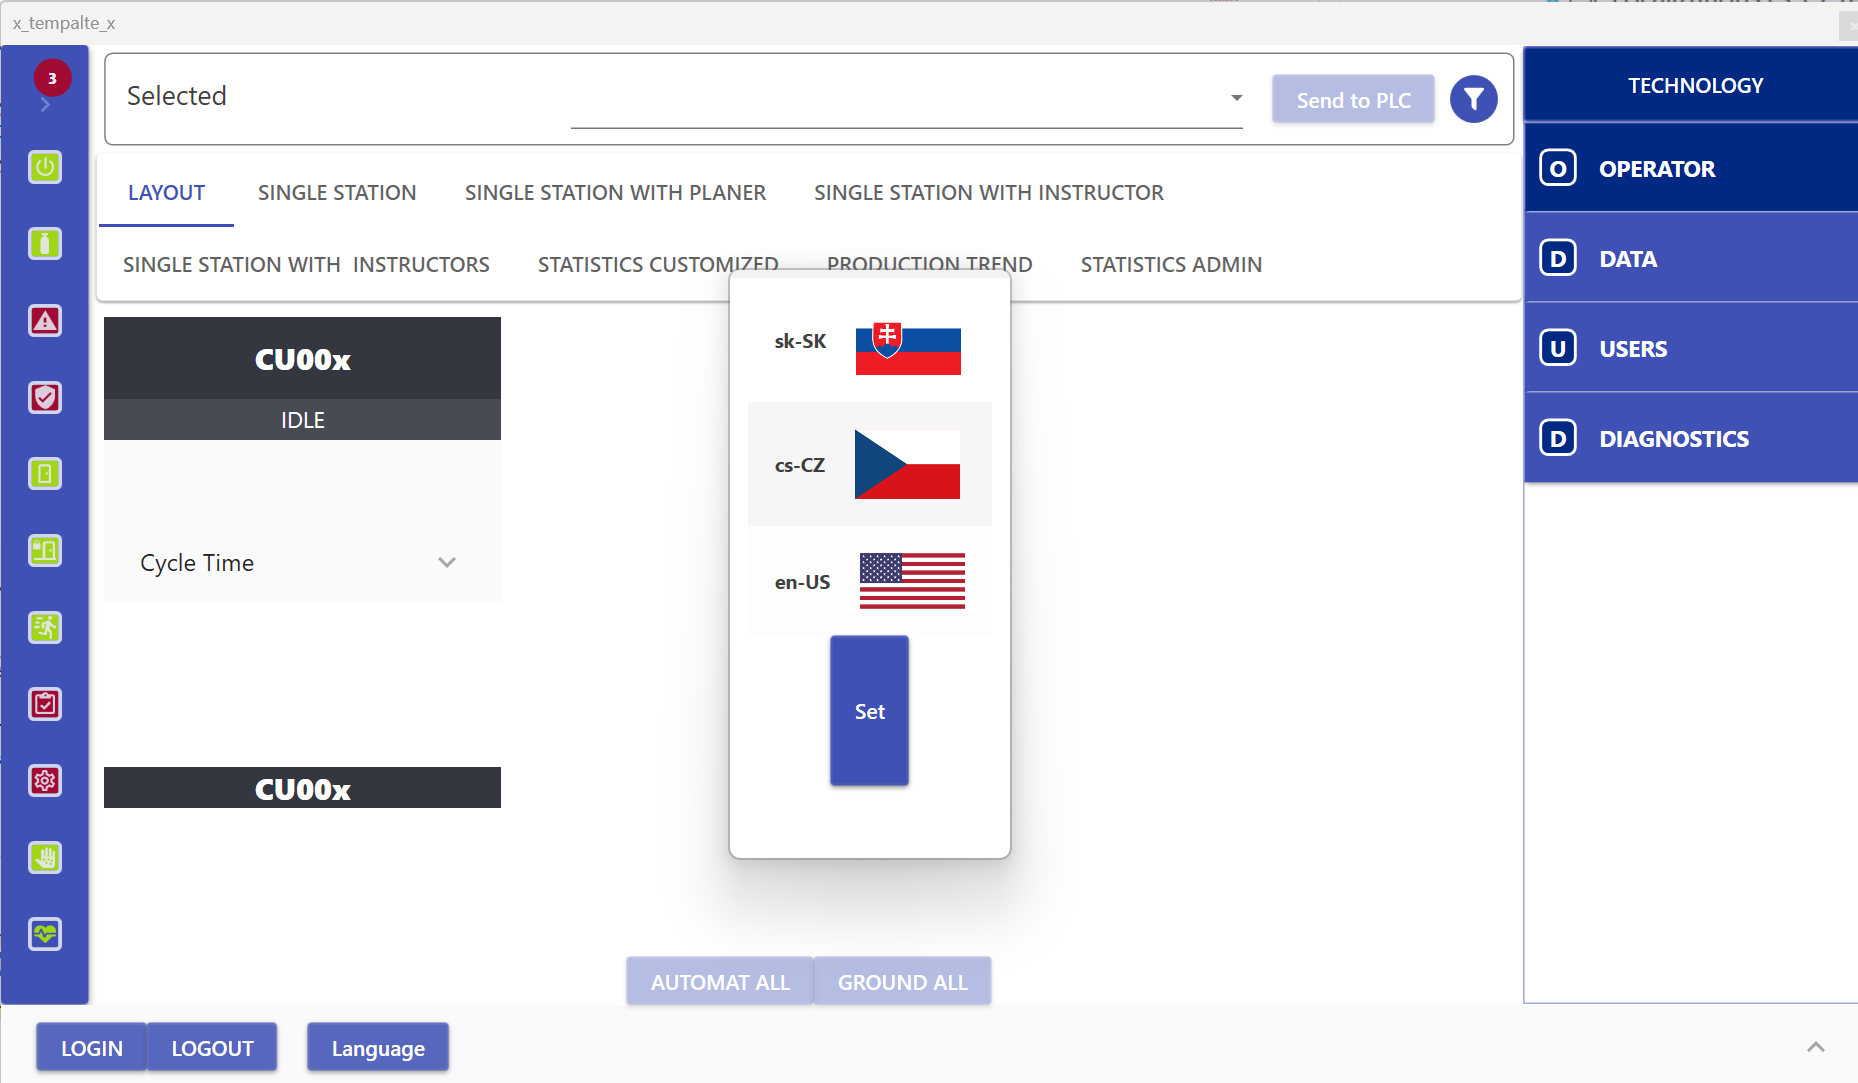 x_tempalte_x
3
Selected
Send to PLC
TECHNOLOGY
LAYOUT SINGLE STATION SINGLE STATION WITH PLANER SINGLE STATION WITH INSTRUCTOR
SINGLE STATION WITH INSTRUCTORS STATISTICS CUSTOMIZED PRODUCTION TREND STATISTICS ADMIN
O OPERATOR
D DATA
U USERS
D DIAGNOSTICS
CU00x
IDLE
Cycle Time
CU00x
sk-SK
cs-CZ
en-US
Set
AUTOMAT ALL GROUND ALL
LOGIN LOGOUT Language